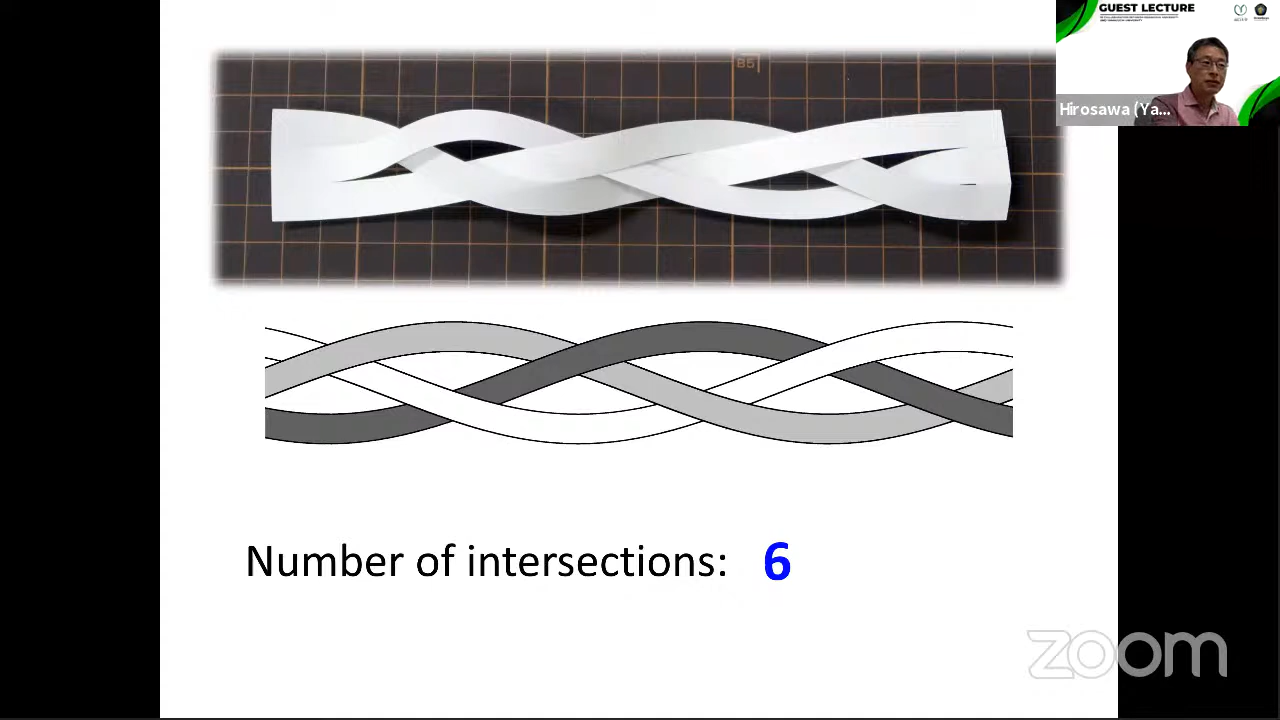 GUEST LECTURE
Hirosawa (Ya...
B5
Number of intersections: 6
zoom